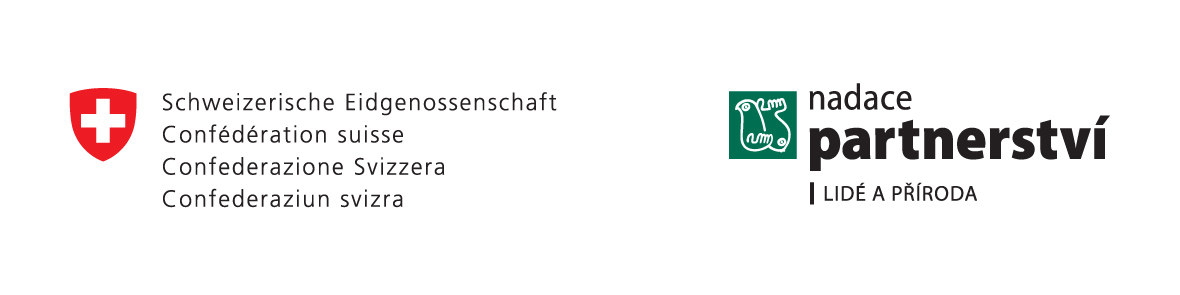 Schweizerische Eidgenossenschaft
Confédération suisse
Confederazione Svizzera
Confederaziun svizra
nadace
partnerství
LIDÉ A PŘÍRODA